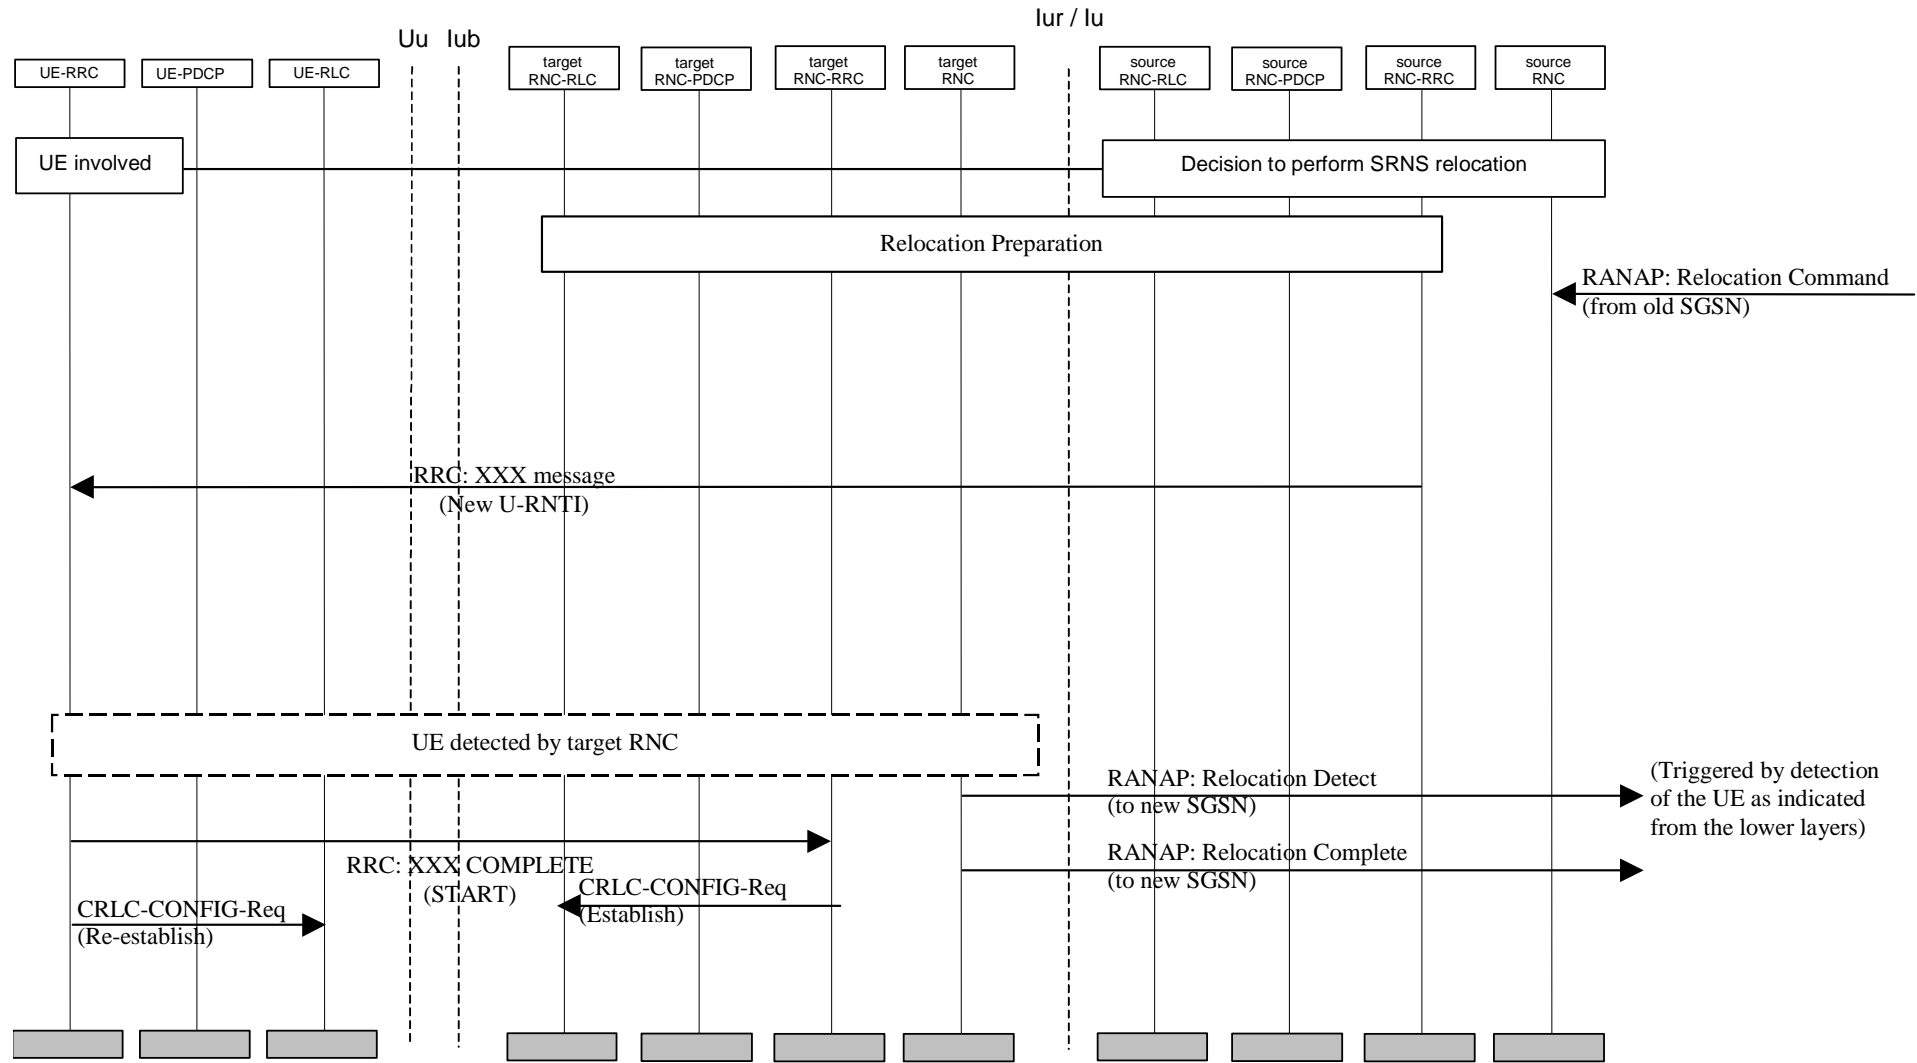 Uu
Iub
Iur / Iu
UE-RRC
UE-PDCP
UE-RLC
target
RNC-RLC
target
RNC-PDCP
target
RNC-RRC
target
RNC
source
RNC-RLC
source
RNC-PDCP
source
RNC-RRC
source
RNC
UE involved
Decision to perform SRNS relocation
Relocation Preparation
RANAP: Relocation Command
(from old SGSN)
RRC: XXX message
(New U-RNTI)
UE detected by target RNC
RANAP: Relocation Detect
(to new SGSN)
(Triggered by detection
of the UE as indicated
from the lower layers)
RRC: XXX COMPLETE
(START)
RANAP: Relocation Complete
(to new SGSN)
CRLC-CONFIG-Req
(Establish)
CRLC-CONFIG-Req
(Re-establish)